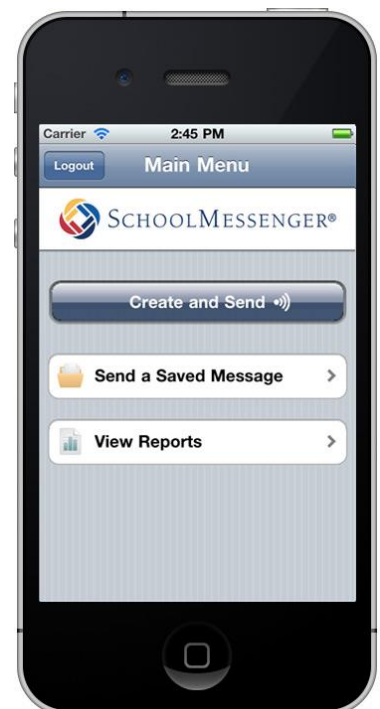 Carrier 2:45 PM
Logout Main Menu
SCHOOLMESSENGER®
Create and Send
Send a Saved Message
View Reports